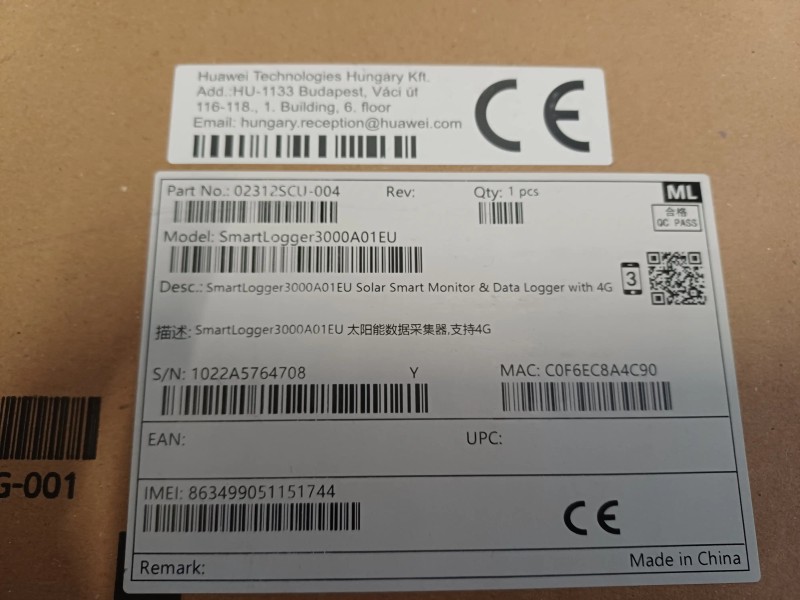 Huawei Technologies Hungary Kft.
Add.:HU-1133 Budapest, Váci út
116-118., 1. Building, 6. floor
Email: hungary.reception@huawei.com
CE
Part No.: 02312SCU-004 Rev: Qty: 1 pcs
ML
合格
QC PASS
Model: SmartLogger3000A01EU
Desc.: SmartLogger3000A01EU Solar Smart Monitor & Data Logger with 4G
3
描述: SmartLogger3000A01EU 太阳能数据采集器,支持4G
S/N: 1022A5764708 Y MAC: C0F6EC8A4C90
EAN: UPC:
G-001
IMEI: 863499051151744
CE
Remark: Made in China